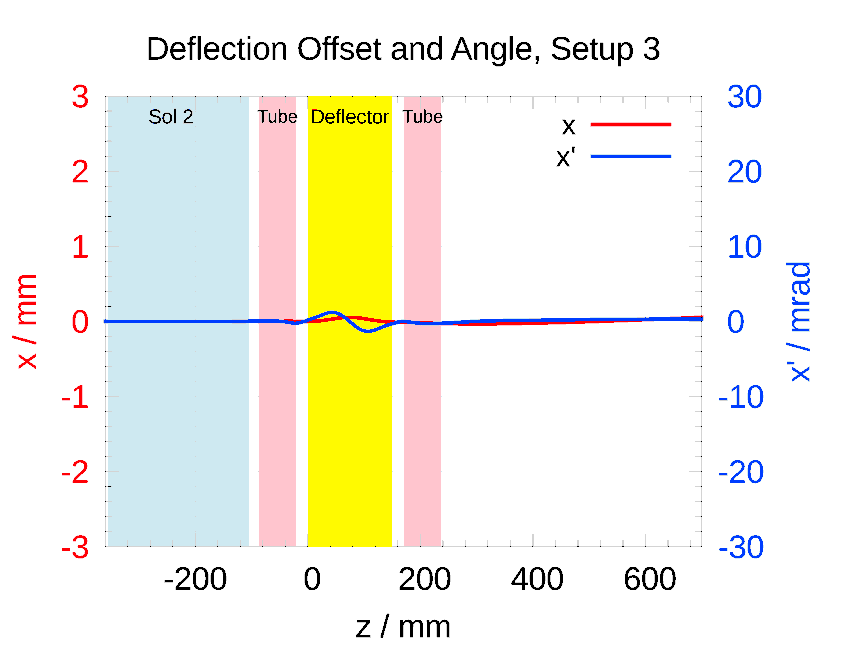 Deflection Offset and Angle, Setup 3
3
2
1
0
-1
-2
-3
x / mm
Sol 2
Tube
Deflector
Tube
x
x'
30
20
10
0
-10
-20
-30
x' / mrad
-200
0
200
400
600
z / mm